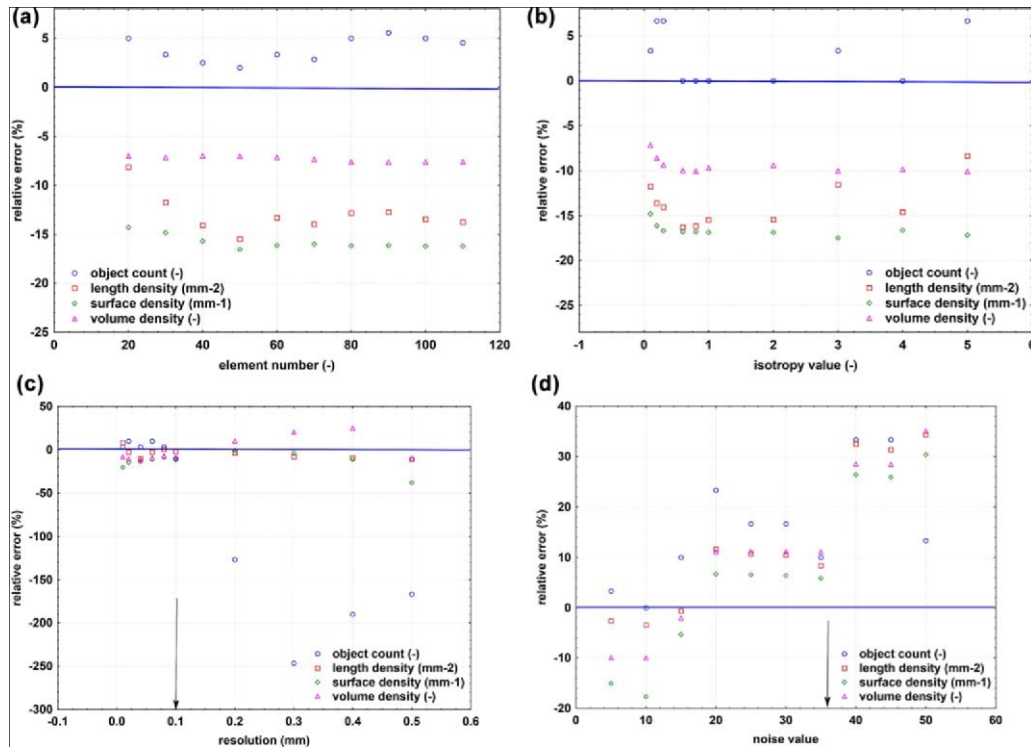 (a)
5
0
-5
-10
-15
-20
-25
relative error (%)
object count (-)
length density (mm-2)
surface density (mm-1)
volume density (-)
0 20 40 60 80 100 120
element number (-)
(b)
5
0
-5
-10
-15
-20
-25
relative error (%)
object count (-)
length density (mm-2)
surface density (mm-1)
volume density (-)
-1 0 1 2 3 4 5 6
isotropy value (-)
(c)
50
0
-50
-100
-150
-200
-250
-300
relative error (%)
object count (-)
length density (mm-2)
surface density (mm-1)
volume density (-)
-0.1 0.0 0.1 0.2 0.3 0.4 0.5 0.6
resolution (mm)
(d)
40
30
20
10
0
-10
-20
relative error (%)
object count (-)
length density (mm-2)
surface density (mm-1)
volume density (-)
0 10 20 30 40 50 60
noise value